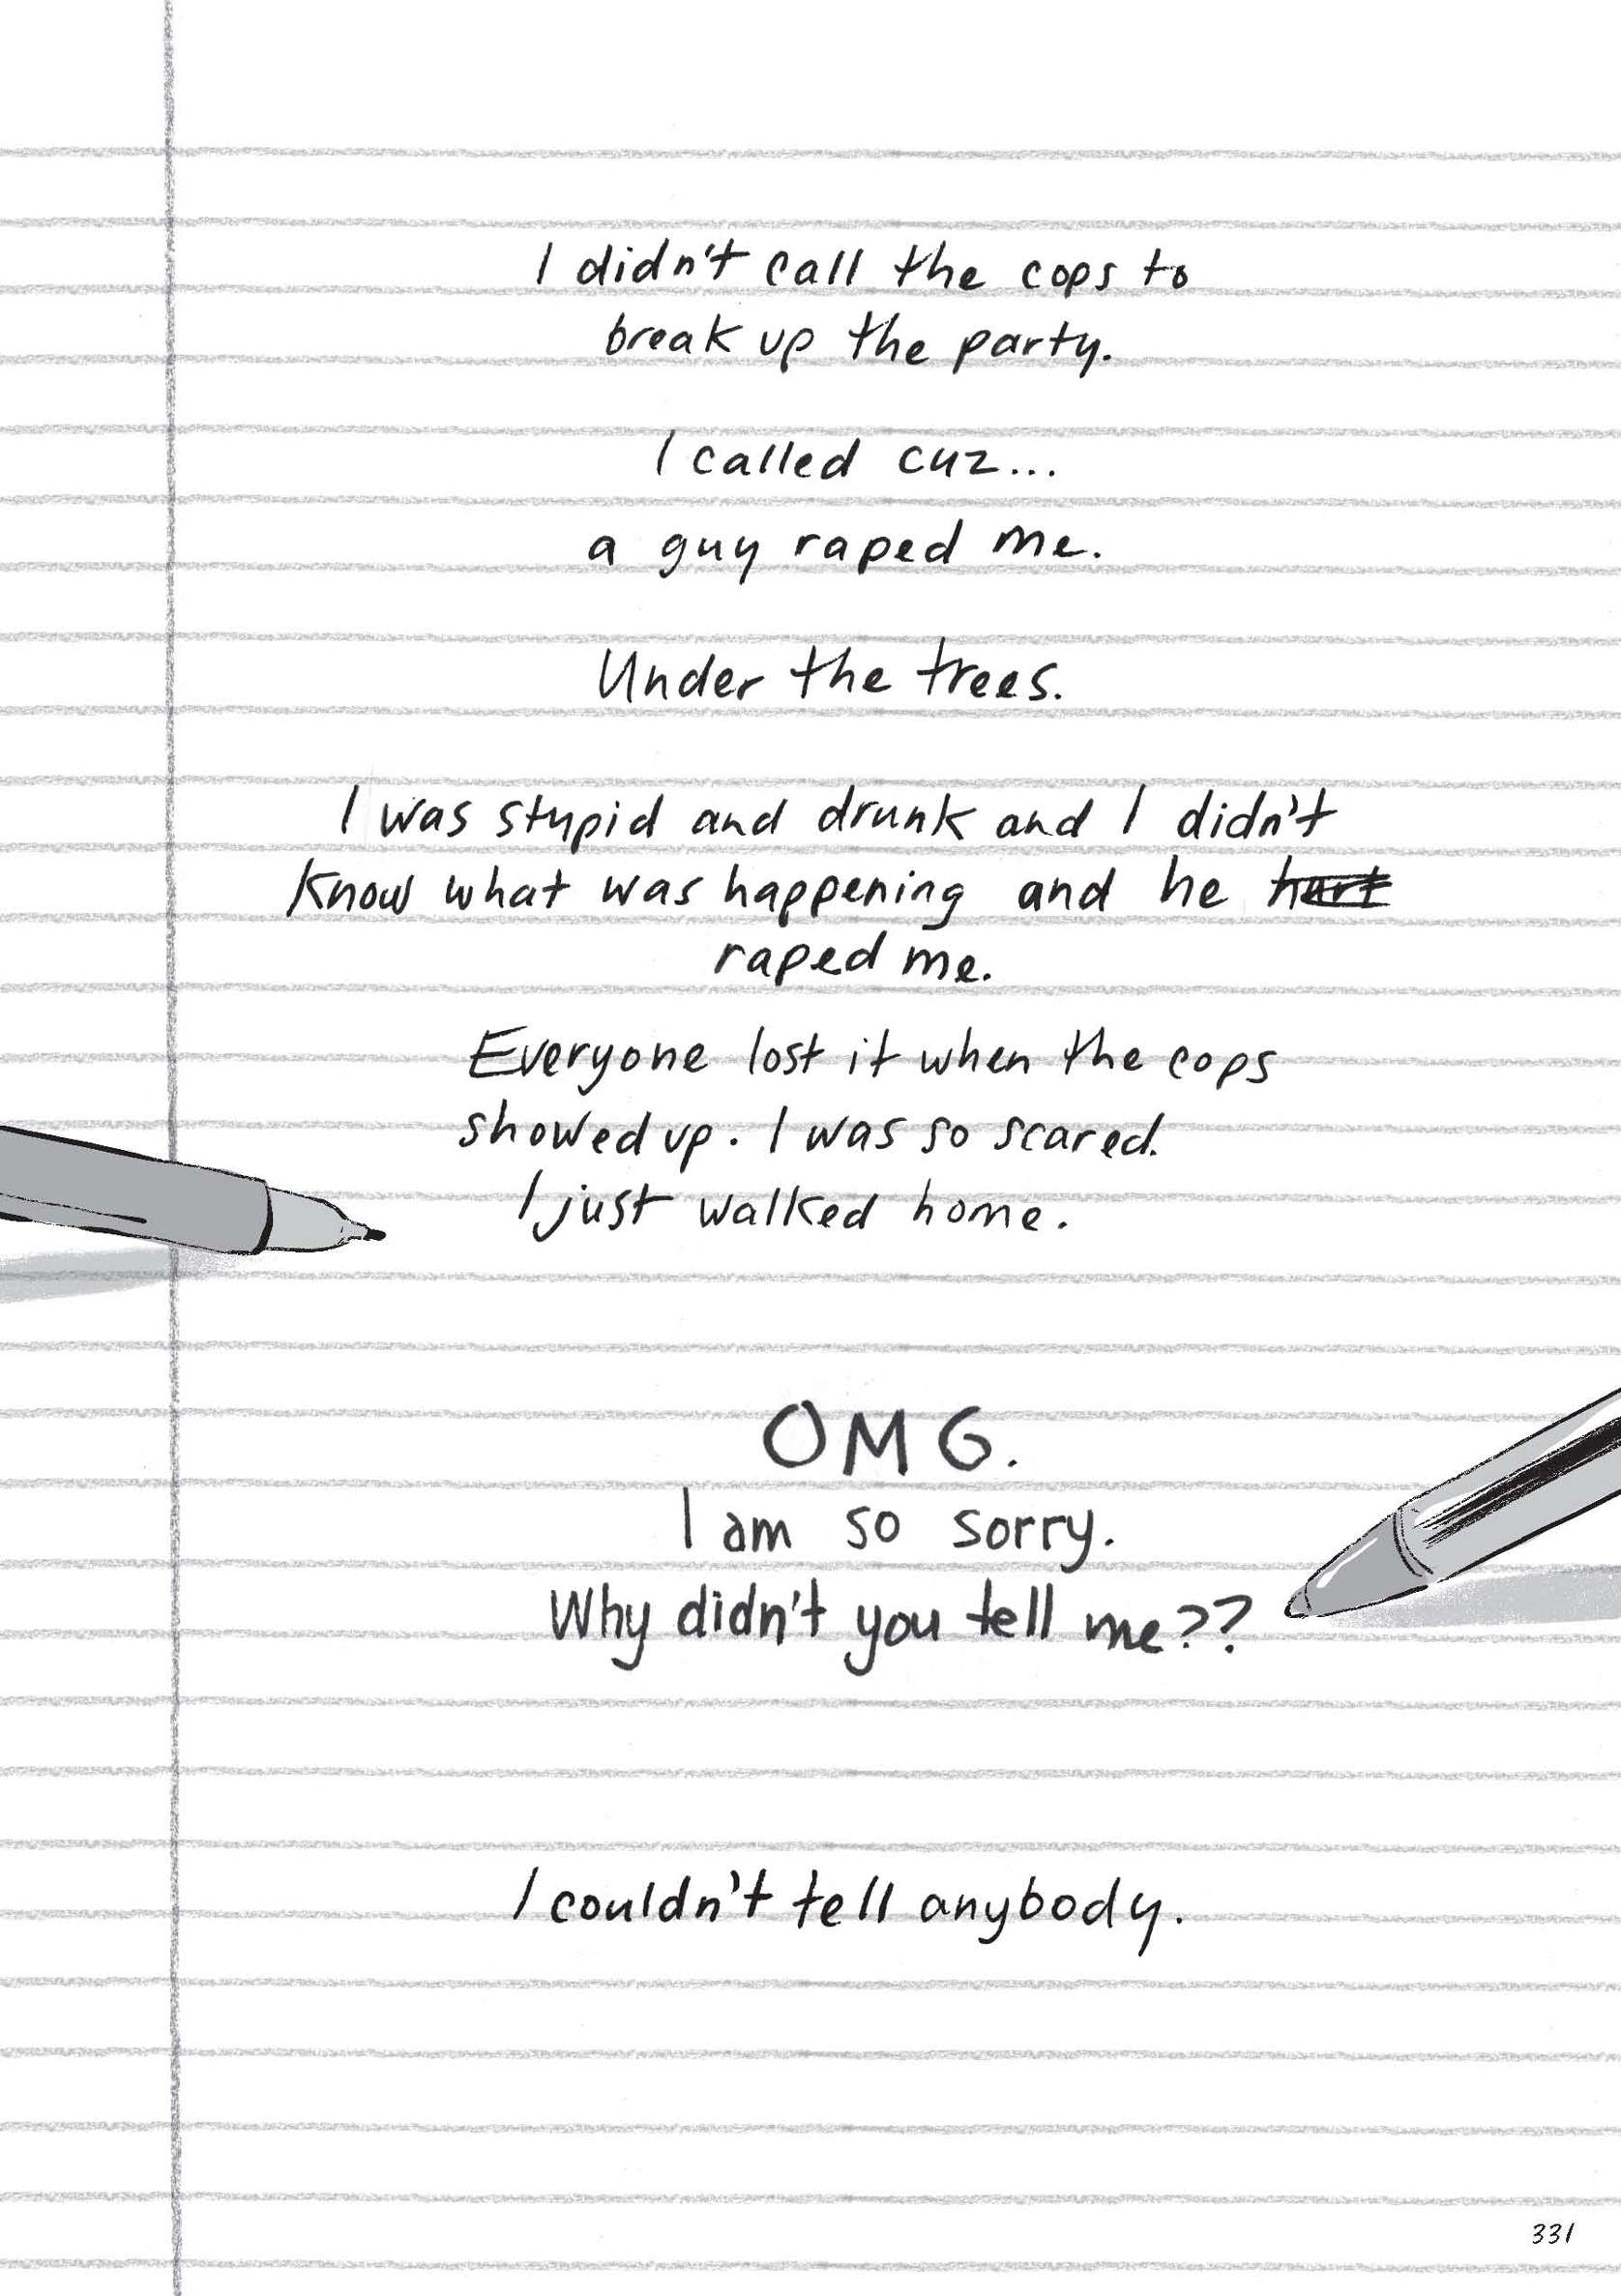 I didn't call the cops to
break up the party.
I called cuz...
a guy raped me.
Under the trees.
I was stupid and drunk and I didn't
know what was happening and he hurt
raped me.
Everyone lost it when the cops
showed up. I was so scared.
I just walked home.
OMG.
I am so sorry.
Why didn't you tell me??
I couldn't tell anybody.
331